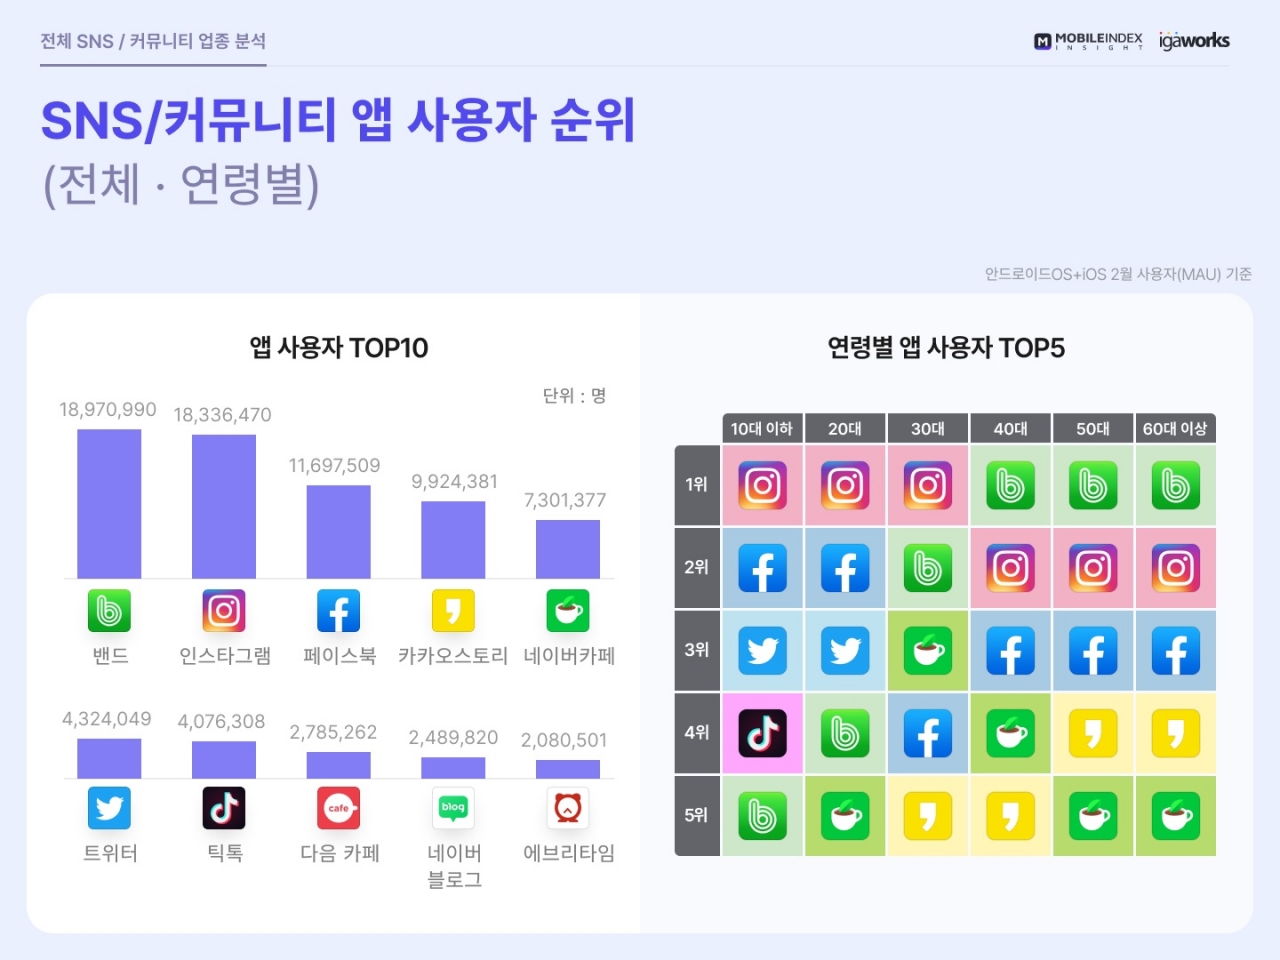 전체 SNS / 커뮤니티 업종 분석
MOBILEINDEX
INSIGHT
igaworks
SNS/커뮤니티 앱 사용자 순위
(전체 · 연령별)
안드로이드OS+iOS 2월 사용자(MAU) 기준
앱 사용자 TOP10
단위 : 명
18,970,990
18,336,470
11,697,509
9,924,381
7,301,377
밴드
인스타그램
페이스북
카카오스토리
네이버카페
4,324,049
4,076,308
2,785,262
2,489,820
2,080,501
cafe
blog
트위터
틱톡
다음 카페
네이버
블로그
에브리타임
연령별 앱 사용자 TOP5
10대 이하
20대
30대
40대
50대
60대 이상
1위
2위
3위
4위
5위